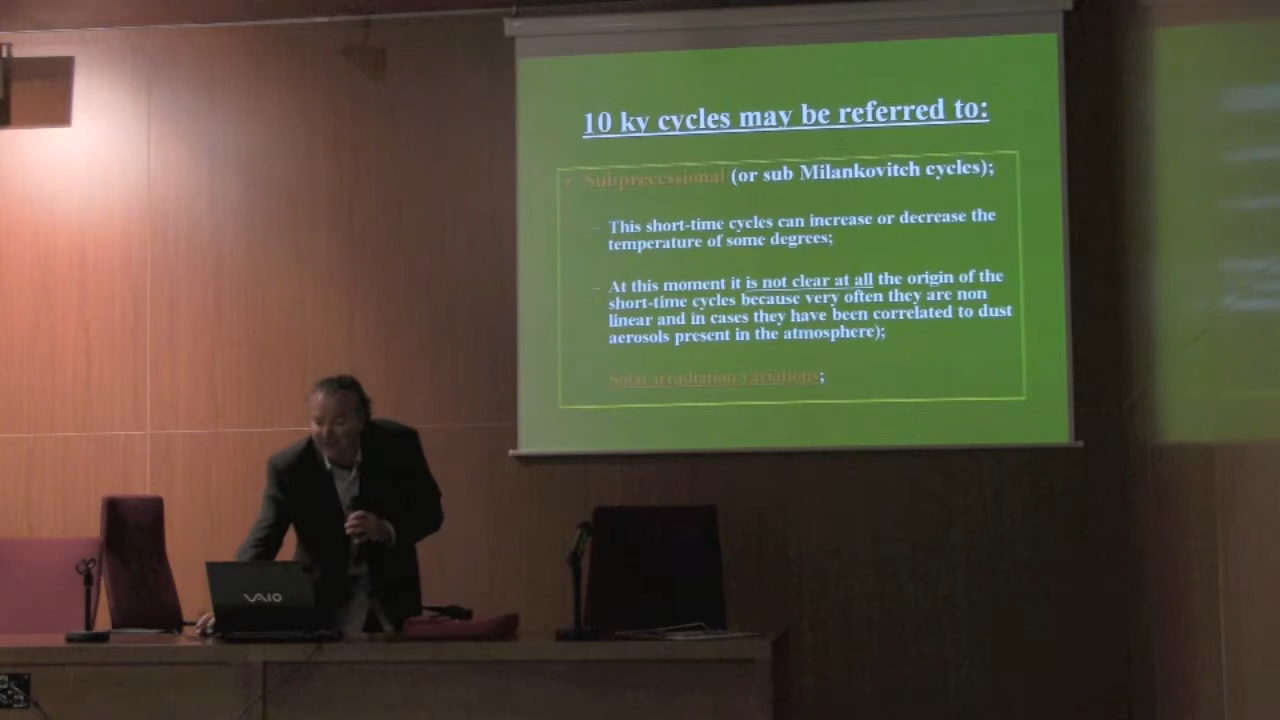 10 ky cycles may be referred to:
• Subprecessional (or sub Milankovitch cycles);
– This short-time cycles can increase or decrease the
temperature of some degrees;
– At this moment it is not clear at all the origin of the
short-time cycles because very often they are non
linear and in cases they have been correlated to dust
aerosols present in the atmosphere);
Solar irradiation variations;
VAIO